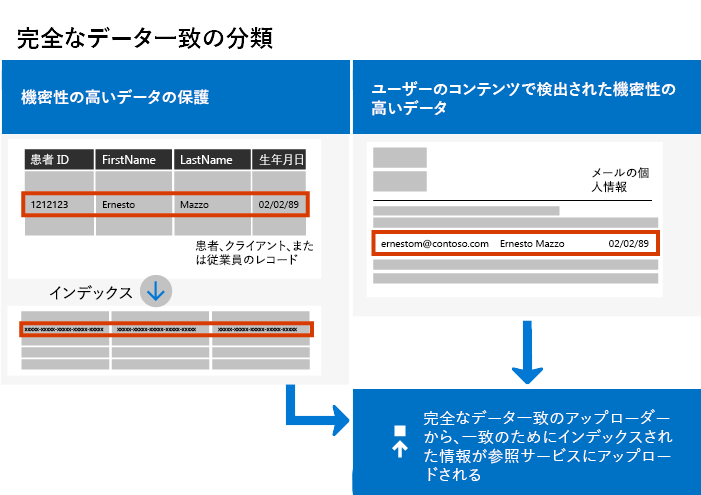 完全なデータ一致の分類
機密性の高いデータの保護
患者 ID FirstName LastName 生年月日
1212123 Ernesto Mazzo 02/02/89
患者、クライアント、また
は従業員のレコード
インデックス
xxxxx-xxxxx-xxxxx-xxxxx-xxxxx xxxxx-xxxxx-xxxxx-xxxxx-xxxxx xxxxx-xxxxx-xxxxx-xxxxx-xxxxx
ユーザーのコンテンツで検出された機密性の
高いデータ
メールの個
人情報
ernestom@contoso.com Ernesto Mazzo 02/02/89
完全なデータ一致のアップローダー
から、一致のためにインデックスされ
た情報が参照サービスにアップロー
ドされる